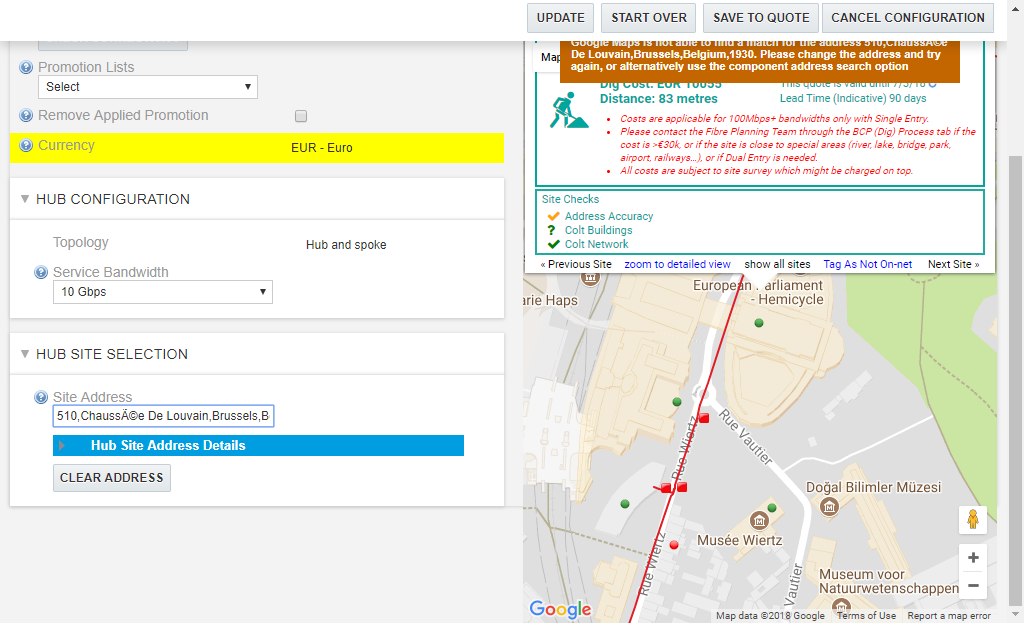 UPDATE
START OVER
SAVE TO QUOTE
CANCEL CONFIGURATION
Promotion Lists
Select
Remove Applied Promotion
Currency
EUR - Euro
HUB CONFIGURATION
Topology
Hub and spoke
Service Bandwidth
10 Gbps
HUB SITE SELECTION
Site Address
510,ChaussÃ©e De Louvain,Brussels,B
Hub Site Address Details
CLEAR ADDRESS
Map
Google Maps is not able to find a match for the address 510,ChaussÃ©e
De Louvain,Brussels,Belgium,1930. Please change the address and try
again, or alternatively use the component address search option
Dig Cost: EUR 10055
Distance: 83 metres
This quote is valid until 7/5/18
Lead Time (Indicative) 90 days
Costs are applicable for 100Mbps+ bandwidths only with Single Entry.
Please contact the Fibre Planning Team through the BCP (Dig) Process tab if the
cost is >€30k, or if the site is close to special areas (river, lake, bridge, park,
airport, railways...), or if Dual Entry is needed.
All costs are subject to site survey which might be charged on top.
Site Checks
Address Accuracy
? Colt Buildings
Colt Network
« Previous Site
zoom to detailed view
show all sites
Tag As Not On-net
Next Site »
European Parliament
- Hemicycle
arie Haps
Rue Wiertz
Rue Vautier
Doğal Bilimler Müzesi
Musée Wiertz
Rue Wiertz
Vautier
Museum voor
Natuurwetenschappen
+
−
Google
Map data ©2018 Google
Terms of Use
Report a map error